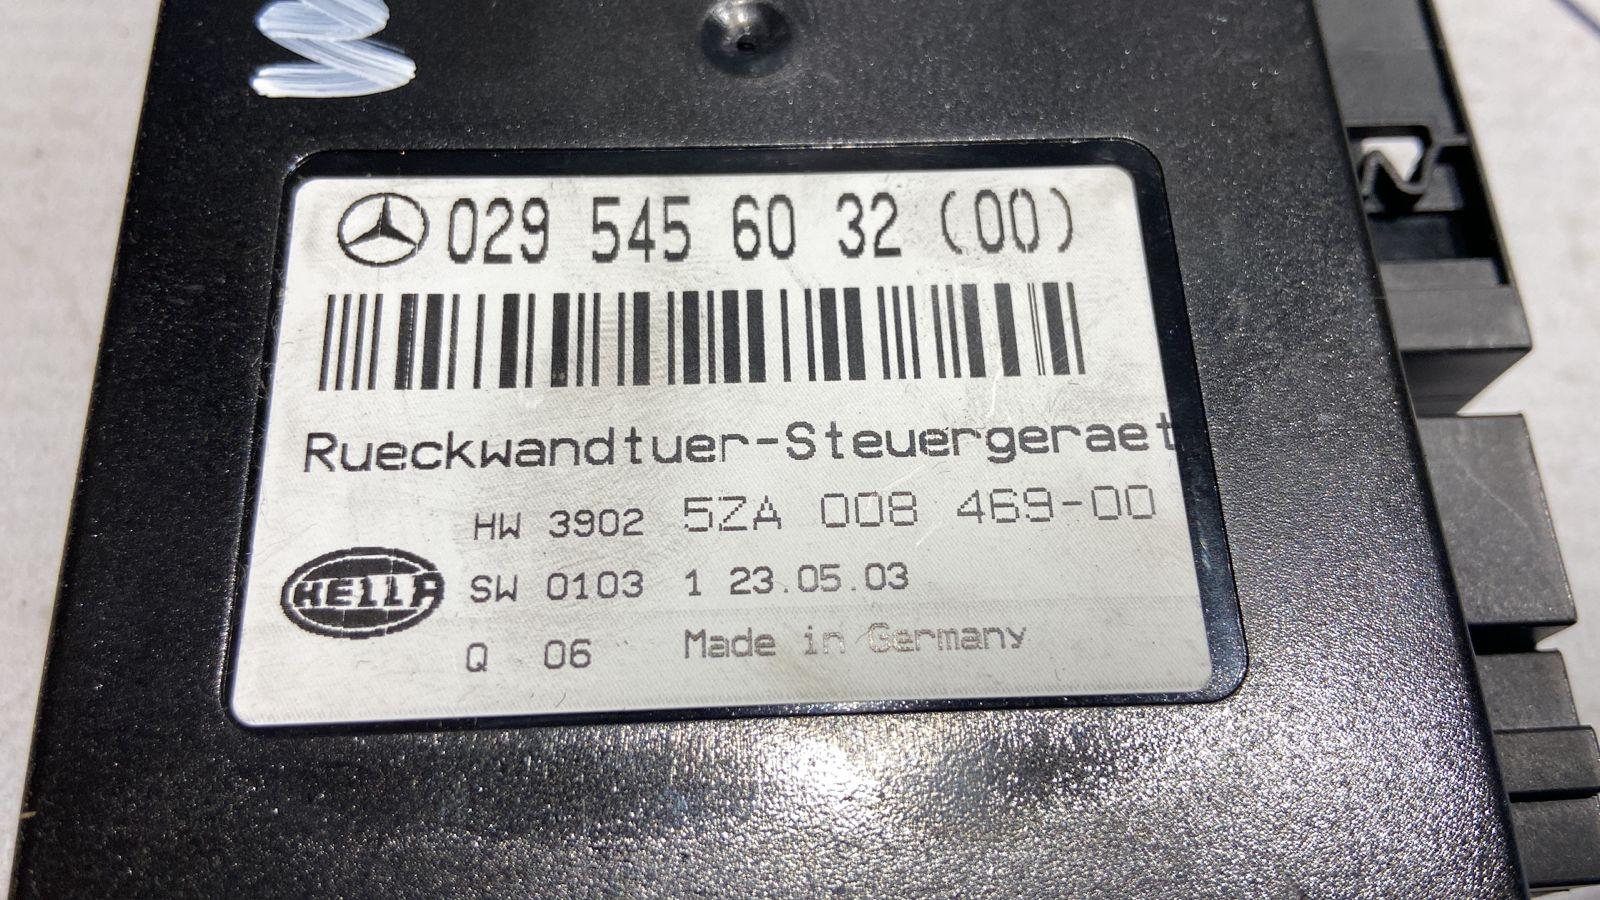 029 545 60 32 (00)
Rueckwandtuer-Steuergeraet
HW 3902 5ZA 008 469-00
HELLA SW 0103 1 23.05.03
Q 06 Made in Germany